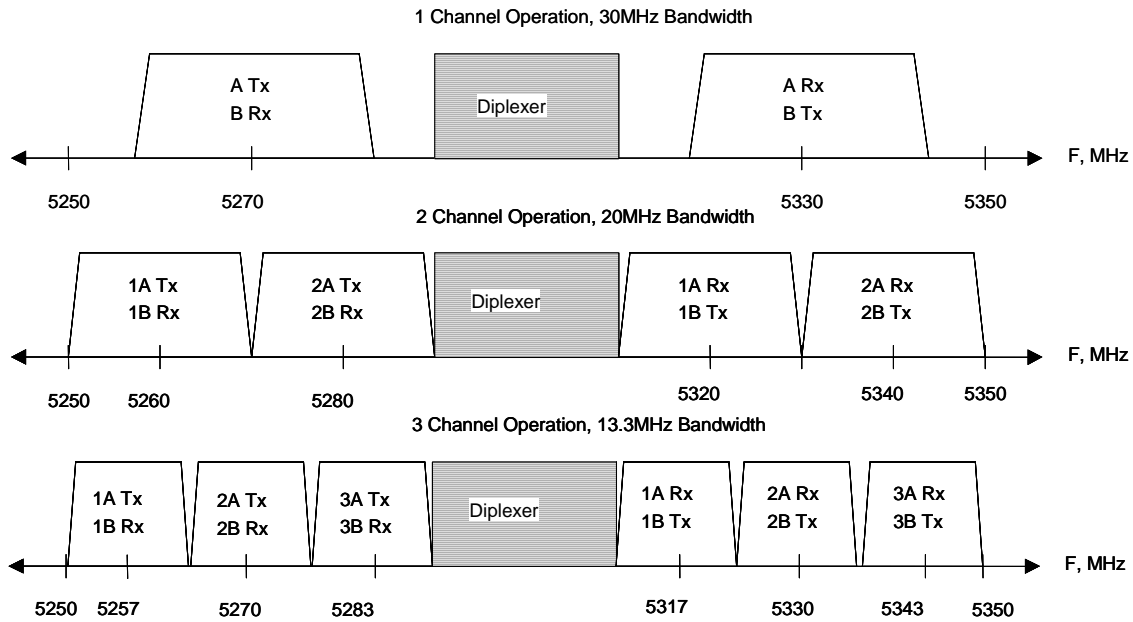 1 Channel Operation, 30MHz Bandwidth
A Tx
B Rx
Diplexer
A Rx
B Tx
F, MHz
5250
5270
5330
5350
2 Channel Operation, 20MHz Bandwidth
1A Tx
1B Rx
2A Tx
2B Rx
Diplexer
1A Rx
1B Tx
2A Rx
2B Tx
F, MHz
5250
5260
5280
5320
5340
5350
3 Channel Operation, 13.3MHz Bandwidth
1A Tx
1B Rx
2A Tx
2B Rx
3A Tx
3B Rx
Diplexer
1A Rx
1B Tx
2A Rx
2B Tx
3A Rx
3B Tx
F, MHz
5250
5257
5270
5283
5317
5330
5343
5350